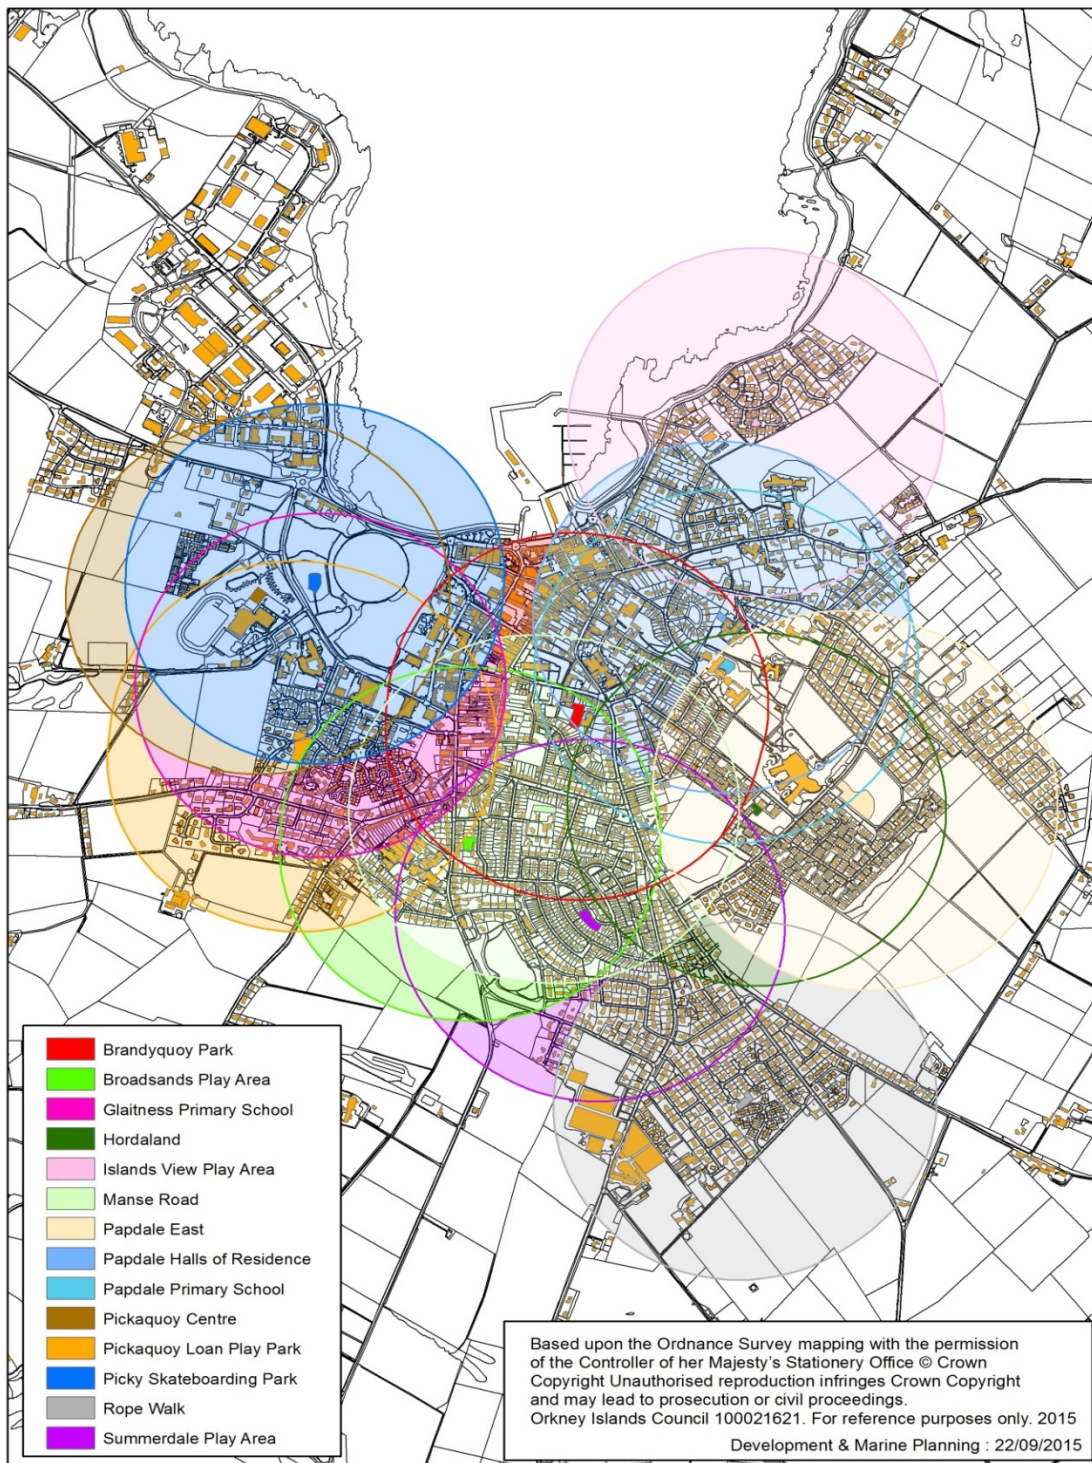 Brandyquoy Park
Broadsands Play Area
Glaitness Primary School
Hordaland
Islands View Play Area
Manse Road
Papdale East
Papdale Halls of Residence
Papdale Primary School
Pickaquoy Centre
Pickaquoy Loan Play Park
Picky Skateboarding Park
Rope Walk
Summerdale Play Area
Based upon the Ordnance Survey mapping with the permission
of the Controller of her Majesty's Stationery Office © Crown
Copyright Unauthorised reproduction infringes Crown Copyright
and may lead to prosecution or civil proceedings.
Orkney Islands Council 100021621. For reference purposes only. 2015
Development & Marine Planning : 22/09/2015